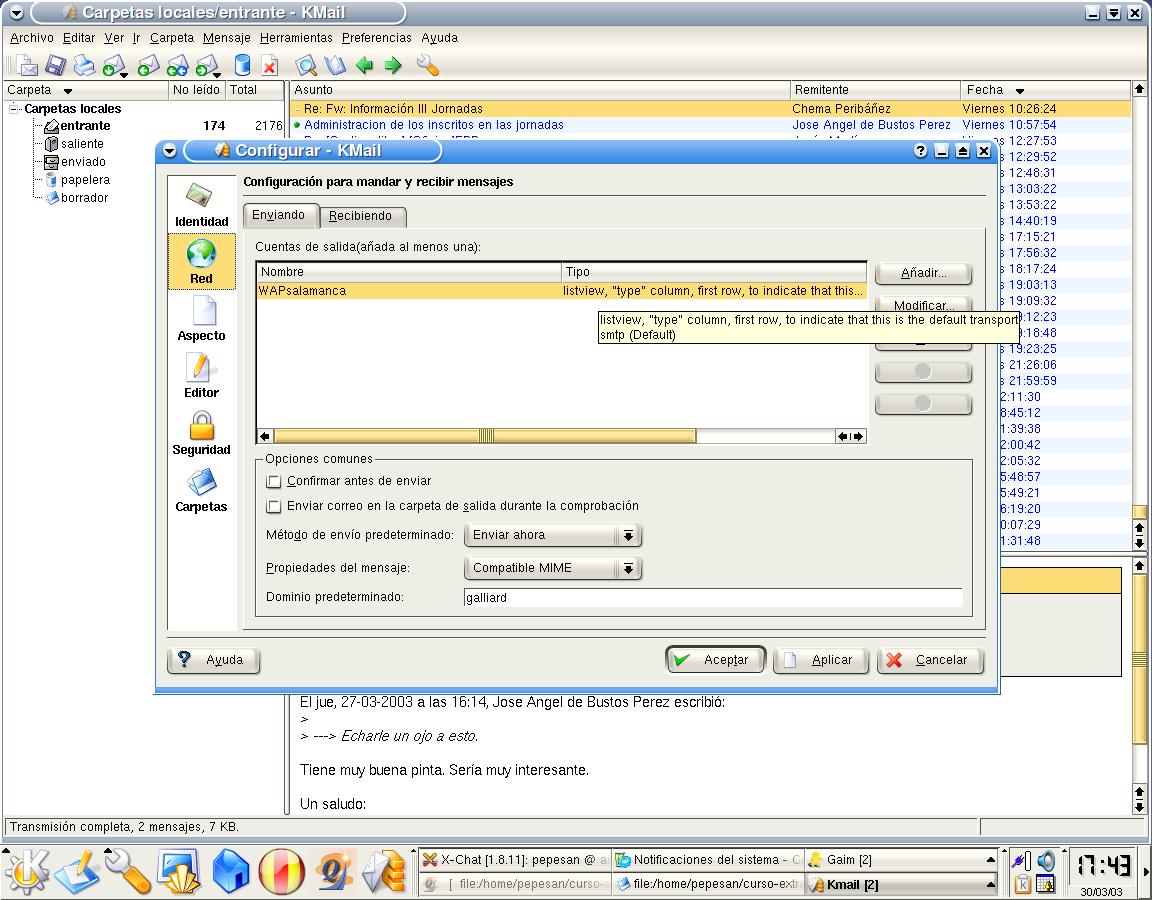 Carpetas locales/entrante - KMail
Archivo Editar Ver Ir Carpeta Mensaje Herramientas Preferencias Ayuda
Carpeta No leído Total
Carpetas locales
entrante 174 2176
saliente
enviado
papelera
borrador
Asunto Remitente Fecha
Re: Fw: Información III Jornadas Chema Peribáñez Viernes 10:26:24
Administracion de los inscritos en las jornadas Jose Angel de Bustos Perez Viernes 10:57:54
Viernes 12:27:53
s 12:29:52
s 12:48:31
s 13:03:22
s 13:53:22
s 14:40:19
s 17:15:21
s 17:56:32
s 18:17:24
s 19:03:13
s 19:09:32
:12:23
:18:48
s 19:23:25
s 21:26:06
s 21:59:59
2:11:30
8:45:12
1:39:38
2:00:42
2:05:32
5:48:57
5:49:21
6:19:20
0:07:29
1:31:48
Configurar - KMail
Identidad
Red
Aspecto
Editor
Seguridad
Carpetas
Configuración para mandar y recibir mensajes
Enviando Recibiendo
Cuentas de salida(añada al menos una):
Nombre Tipo
WAPsalamanca listview, "type" column, first row, to indicate that this...
Añadir...
Modificar...
listview, "type" column, first row, to indicate that this is the default transport
smtp (Default)
Opciones comunes
Confirmar antes de enviar
Enviar correo en la carpeta de salida durante la comprobación
Método de envío predeterminado: Enviar ahora
Propiedades del mensaje: Compatible MIME
Dominio predeterminado: galliard
Ayuda Aceptar Aplicar Cancelar
El jue, 27-03-2003 a las 16:14, Jose Angel de Bustos Perez escribió:
>
> ---> Echarle un ojo a esto.
Tiene muy buena pinta. Sería muy interesante.
Un saludo:
Transmisión completa, 2 mensajes, 7 KB.
X-Chat [1.8.11]: pepesan @ a Notificaciones del sistema - C Gaim [2]
[ file:/home/pepesan/curso- file:/home/pepesan/curso-extr Kmail [2]
17:43
30/03/03